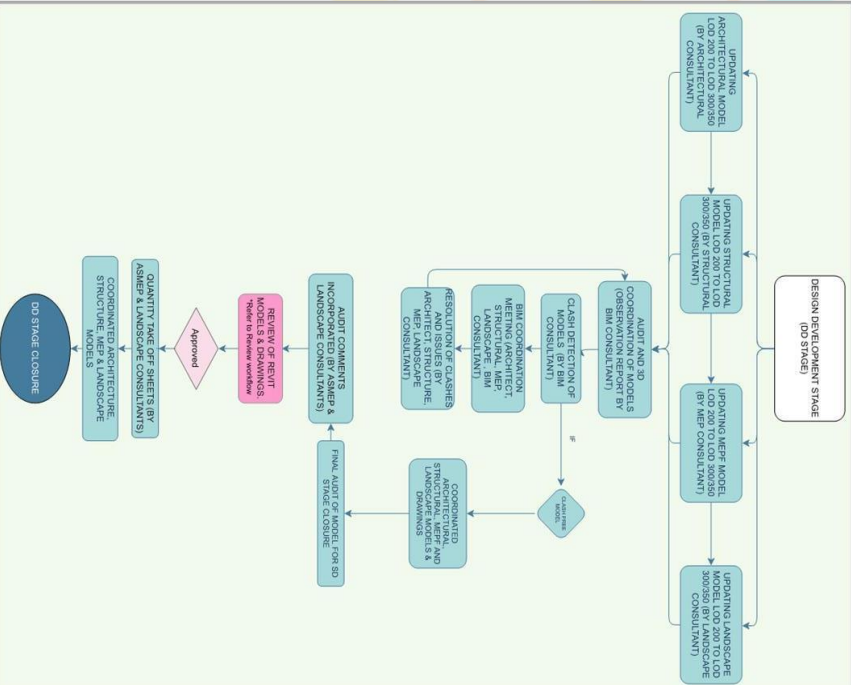 DESIGN DEVELOPMENT STAGE
(DD STAGE)
UPDATING
ARCHITECTURAL MODEL
LOD 200 TO LOD 300/350
(BY ARCHITECTURAL
CONSULTANT)
UPDATING STRUCTURAL
MODEL LOD 200 TO LOD
300/350 (BY STRUCTURAL
CONSULTANT)
UPDATING MEPF MODEL
LOD 200 TO LOD 300/350
(BY MEP CONSULTANT)
UPDATING LANDSCAPE
MODEL LOD 200 TO LOD
300/350 (BY LANDSCAPE
CONSULTANT)
AUDIT AND 3D
COORDINATION OF MODELS
(OBSERVATION REPORT BY
BIM CONSULTANT)
CLASH DETECTION OF
MODELS (BY BIM
CONSULTANT)
IF
CLASH FREE
MODEL
BIM COORDINATION
MEETING (ARCHITECT,
STRUCTURAL, MEP,
LANDSCAPE , BIM
CONSULTANT)
RESOLUTION OF CLASHES
AND ISSUES (BY
ARCHITECT, STRUCTURE,
MEP, LANDSCAPE
CONSULTANT)
COORDINATED
ARCHITECTURAL,
STRUCTURAL, MEPF AND
LANDSCAPE MODELS &
DRAWINGS
FINAL AUDIT OF MODEL FOR SD
STAGE CLOSURE
AUDIT COMMENTS
INCORPORATED (BY ASMEP &
LANDSCAPE CONSULTANTS)
REVIEW OF REVIT
MODELS & DRAWINGS.
*Refer to Review workflow
Approved
QUANTITY TAKE OFF SHEETS (BY
ASMEP & LANDSCAPE CONSULTANTS)
COORDINATED ARCHITECTURE,
STRUCTURE, MEP & LANDSCAPE
MODELS
DD STAGE CLOSURE